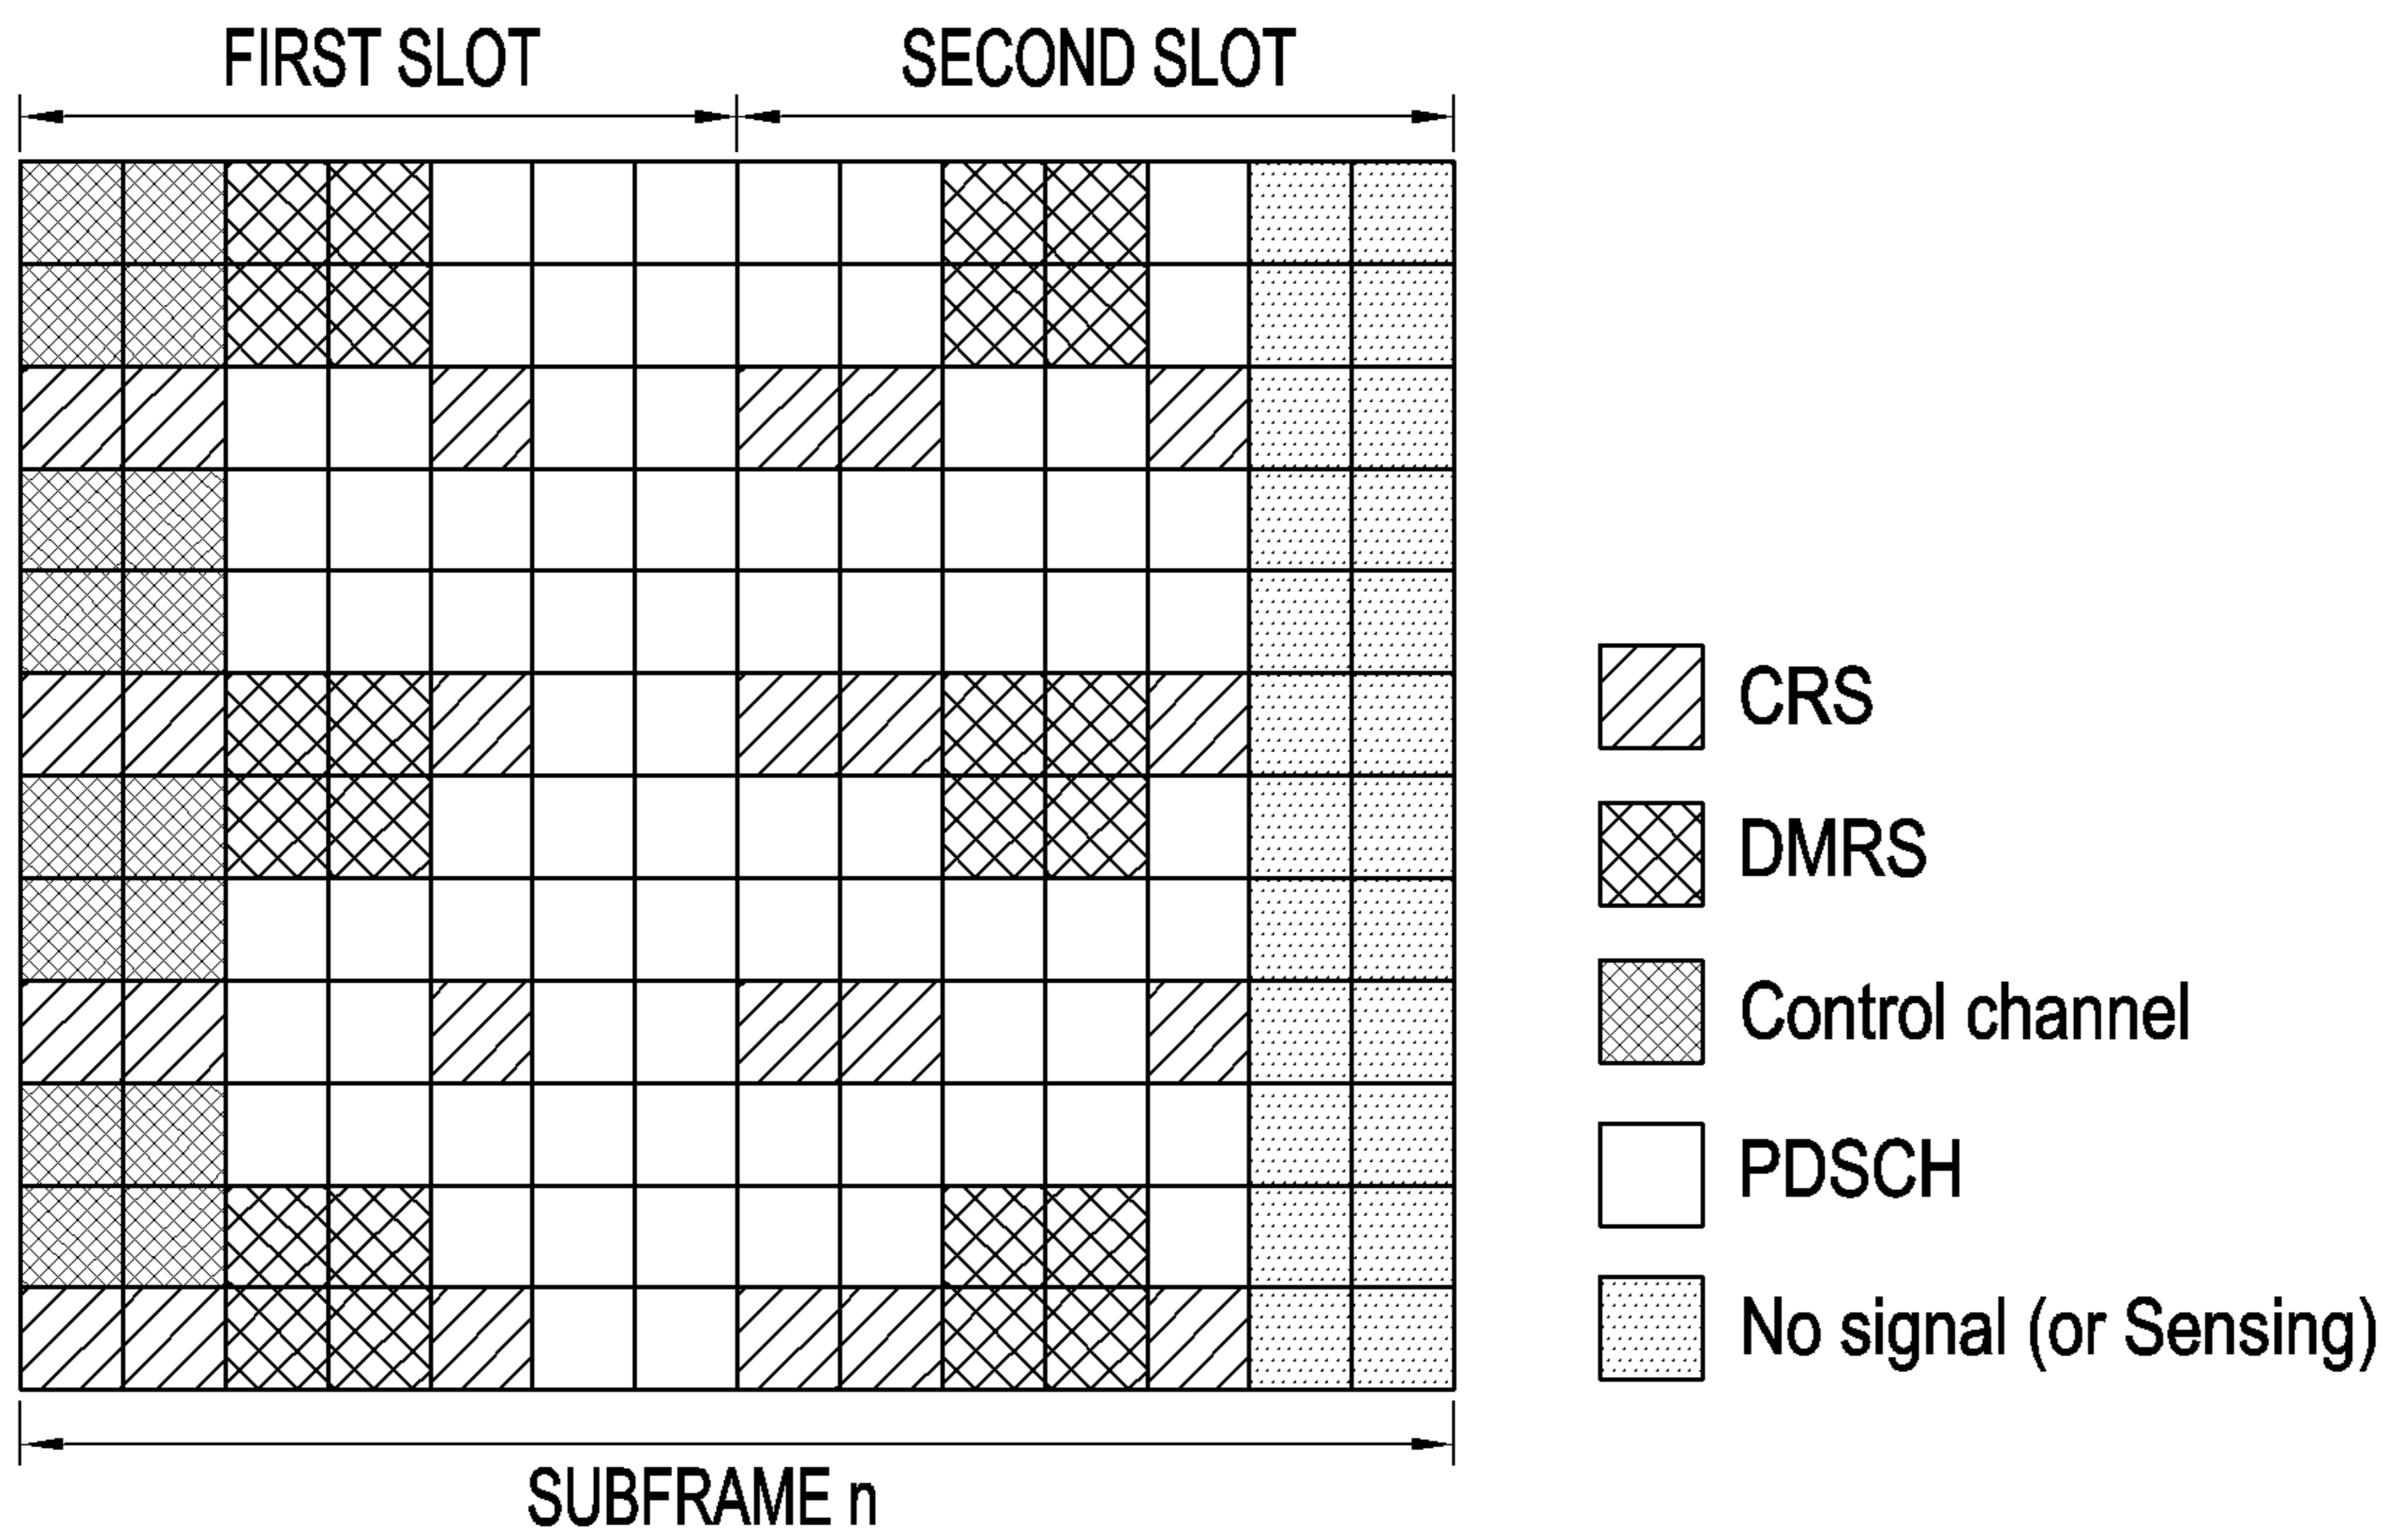 FIRST SLOT
SECOND SLOT
CRS
DMRS
Control channel
PDSCH
No signal (or Sensing)
SUBFRAME n